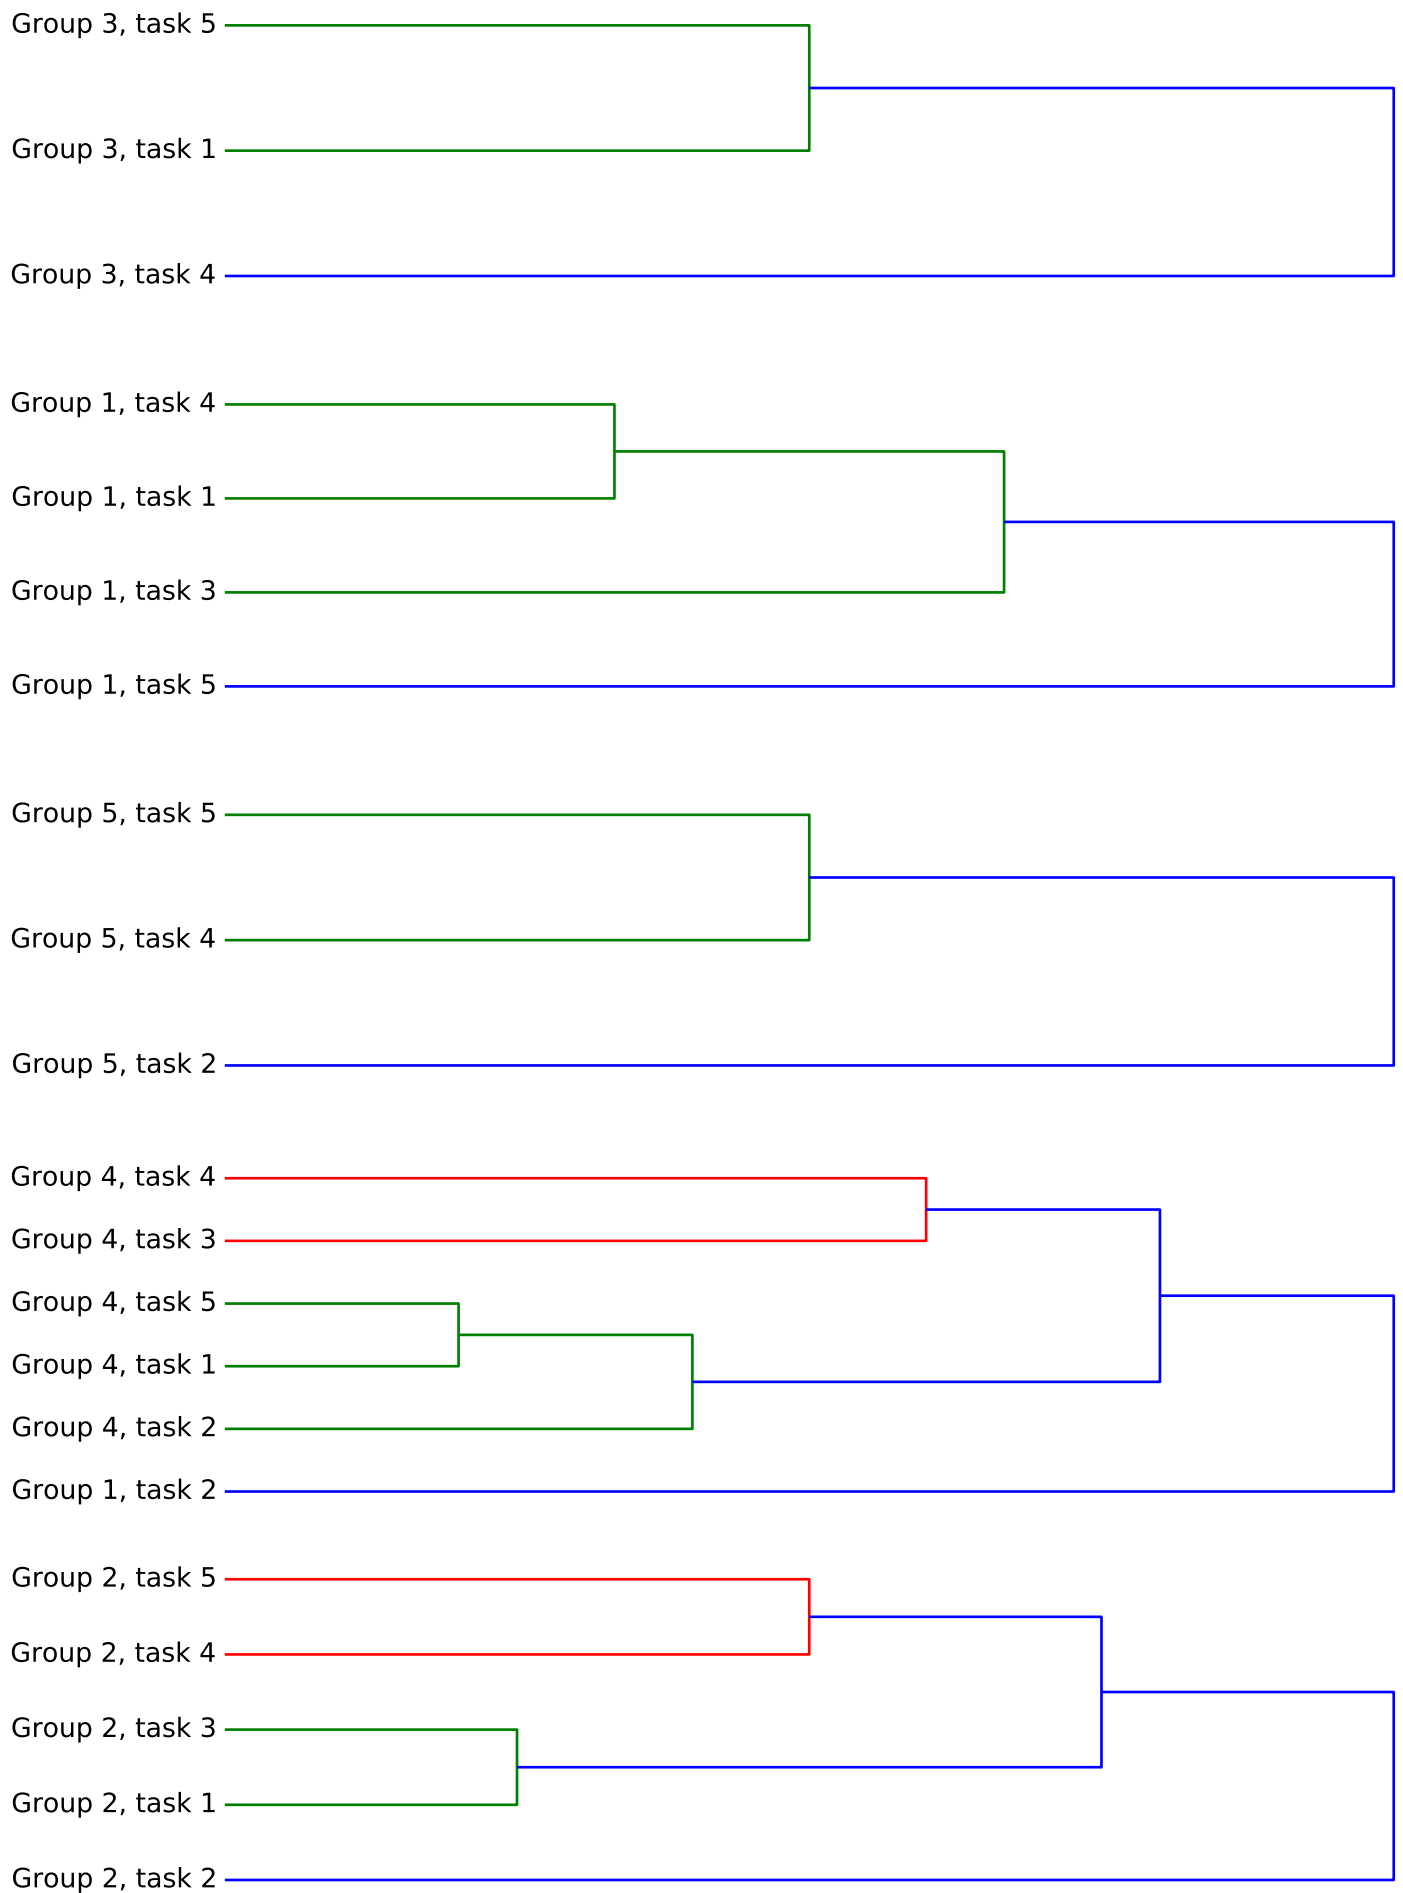 Group 3, task 5
Group 3, task 1
Group 3, task 4
Group 1, task 4
Group 1, task 1
Group 1, task 3
Group 1, task 5
Group 5, task 5
Group 5, task 4
Group 5, task 2
Group 4, task 4
Group 4, task 3
Group 4, task 5
Group 4, task 1
Group 4, task 2
Group 1, task 2
Group 2, task 5
Group 2, task 4
Group 2, task 3
Group 2, task 1
Group 2, task 2